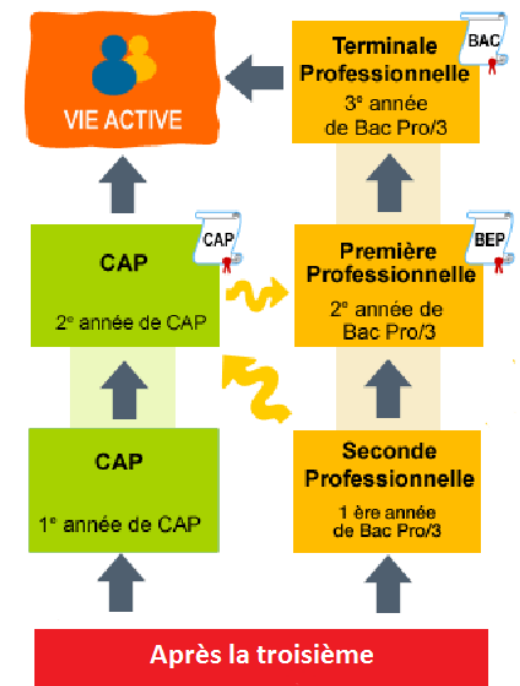 VIE ACTIVE
Terminale
Professionnelle
3e année
de Bac Pro/3
BAC
CAP
2e année de CAP
CAP
Première
Professionnelle
2e année de
Bac Pro/3
BEP
CAP
1e année de CAP
Seconde
Professionnelle
1 ère année
de Bac Pro/3
Après la troisième